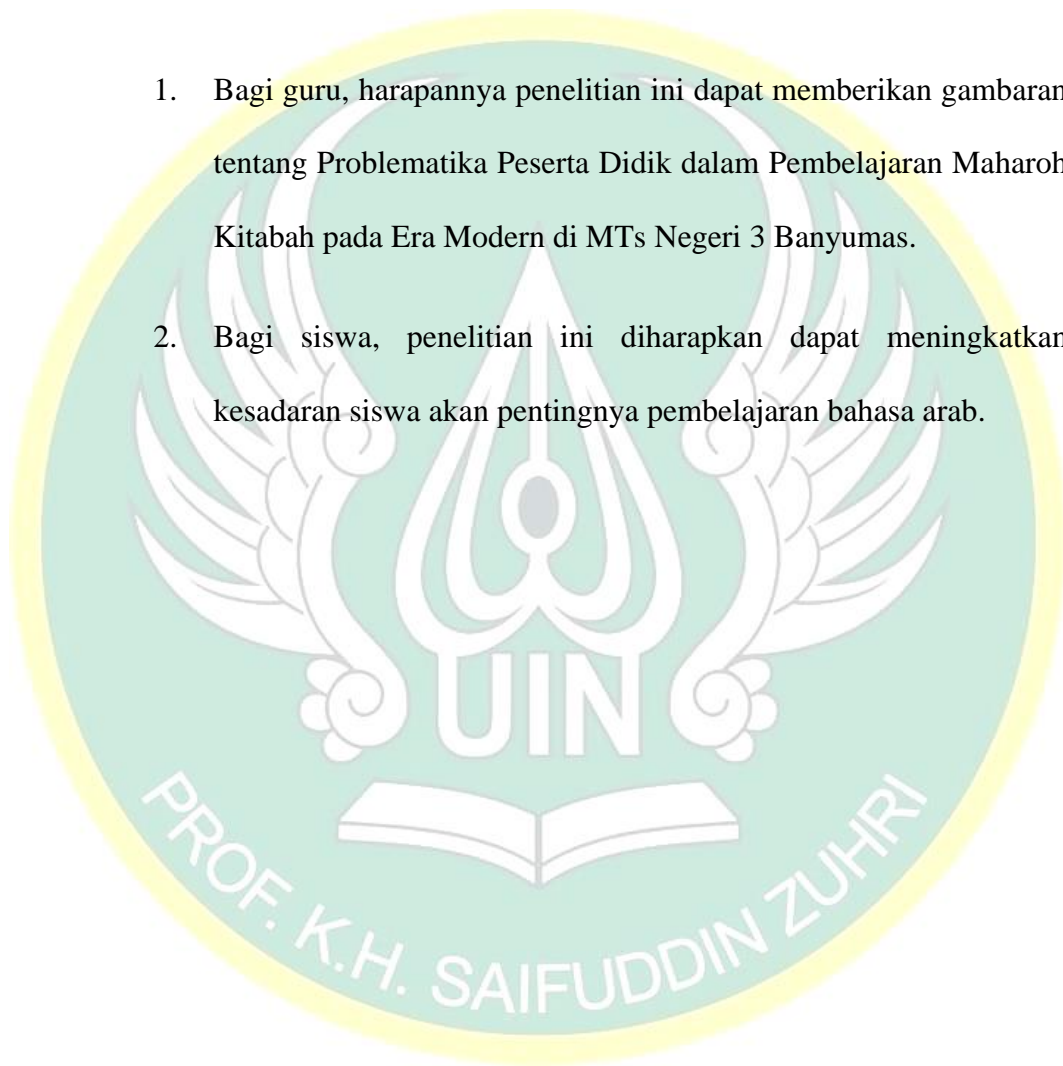 1. Bagi guru, harapannya penelitian ini dapat memberikan gambaran
tentang Problematika Peserta Didik dalam Pembelajaran Maharoh
Kitabah pada Era Modern di MTs Negeri 3 Banyumas.
2. Bagi siswa, penelitian ini diharapkan dapat meningkatkan
kesadaran siswa akan pentingnya pembelajaran bahasa arab.
UIN
PROF. K.H. SAIFUDDIN ZUHRI